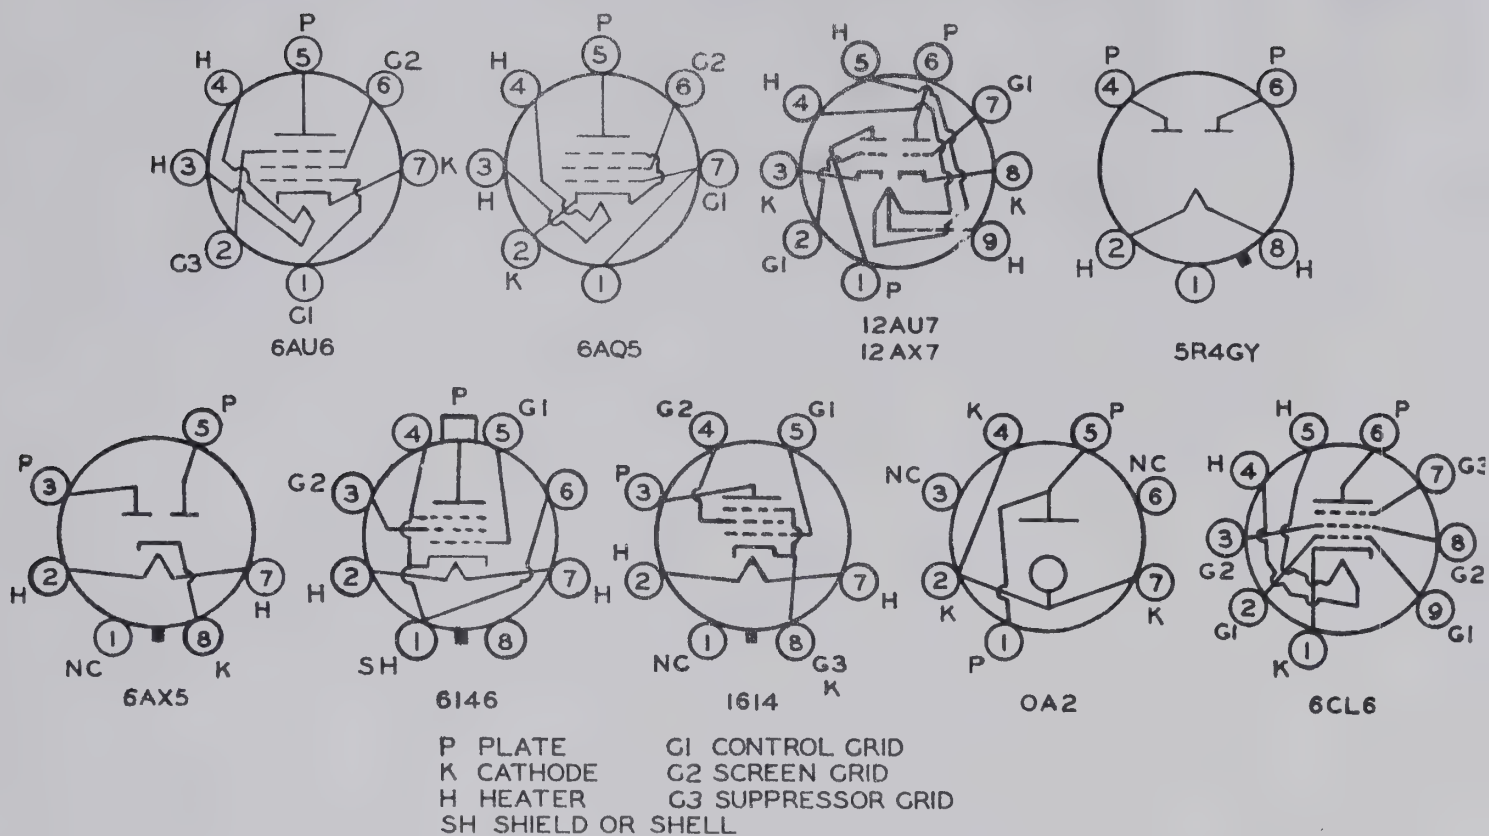 P
5
H
4
G2
6
H
3
7
K
2
G3
1
G1
6AU6
P
5
H
4
G2
6
3
H
7
G1
2
K
1
6AQ5
H
5
P
6
H
4
G1
7
3
K
8
K
2
G1
9
H
1
P
12AU7
12AX7
P
4
P
6
2
H
8
H
1
5R4GY
5
P
P
3
2
H
7
H
1
NC
8
K
6AX5
P
4
5
G1
G2
3
6
2
H
7
H
1
SH
8
6146
G2
4
5
G1
P
3
H
2
7
H
1
NC
8
G3
K
1614
K
4
5
P
NC
3
NC
6
2
K
7
K
1
P
OA2
H
5
6
P
H
4
7
G3
3
G2
8
G2
2
G1
9
G1
1
K
6CL6
P PLATE
K CATHODE
H HEATER
SH SHIELD OR SHELL
G1 CONTROL GRID
G2 SCREEN GRID
G3 SUPPRESSOR GRID